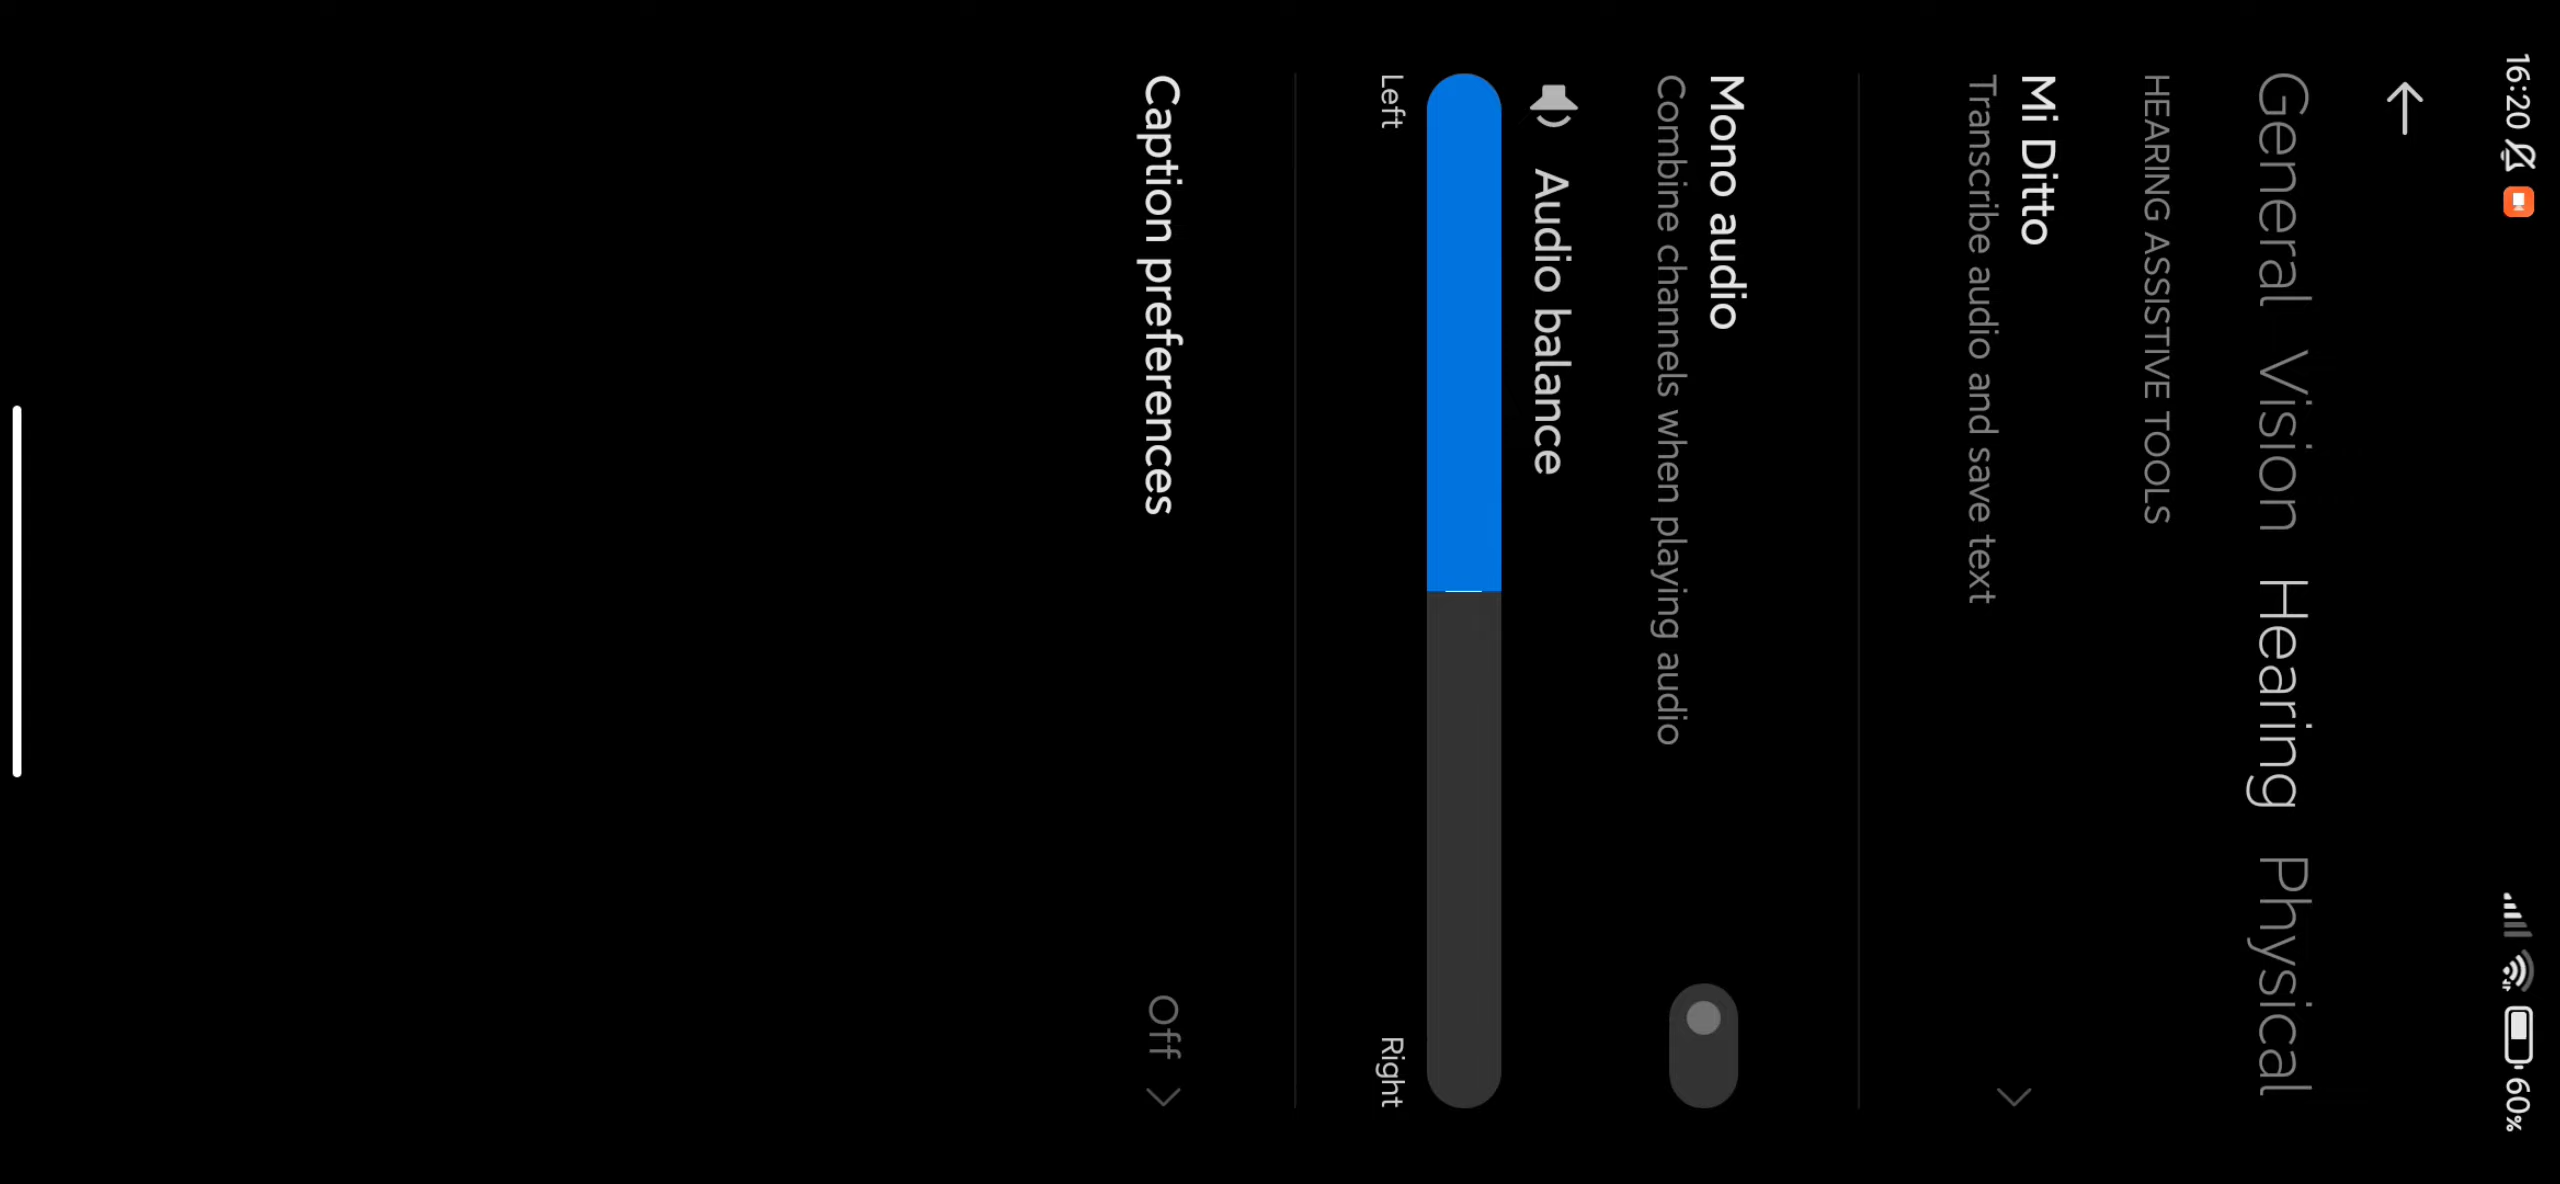 16:20 60%
General Vision Hearing Physical
HEARING ASSISTIVE TOOLS
Mi Ditto
Transcribe audio and save text
Mono audio
Combine channels when playing audio
Audio balance
Left Right
Caption preferences Off